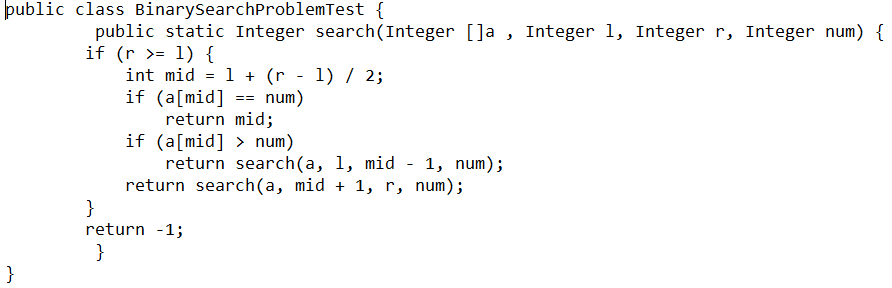 public class BinarySearchProblemTest {
public static Integer search(Integer []a , Integer l, Integer r, Integer num) {
if (r >= l) {
int mid = l + (r - l) / 2;
if (a[mid] == num)
return mid;
if (a[mid] > num)
return search(a, l, mid - 1, num);
return search(a, mid + 1, r, num);
}
return -1;
}
}